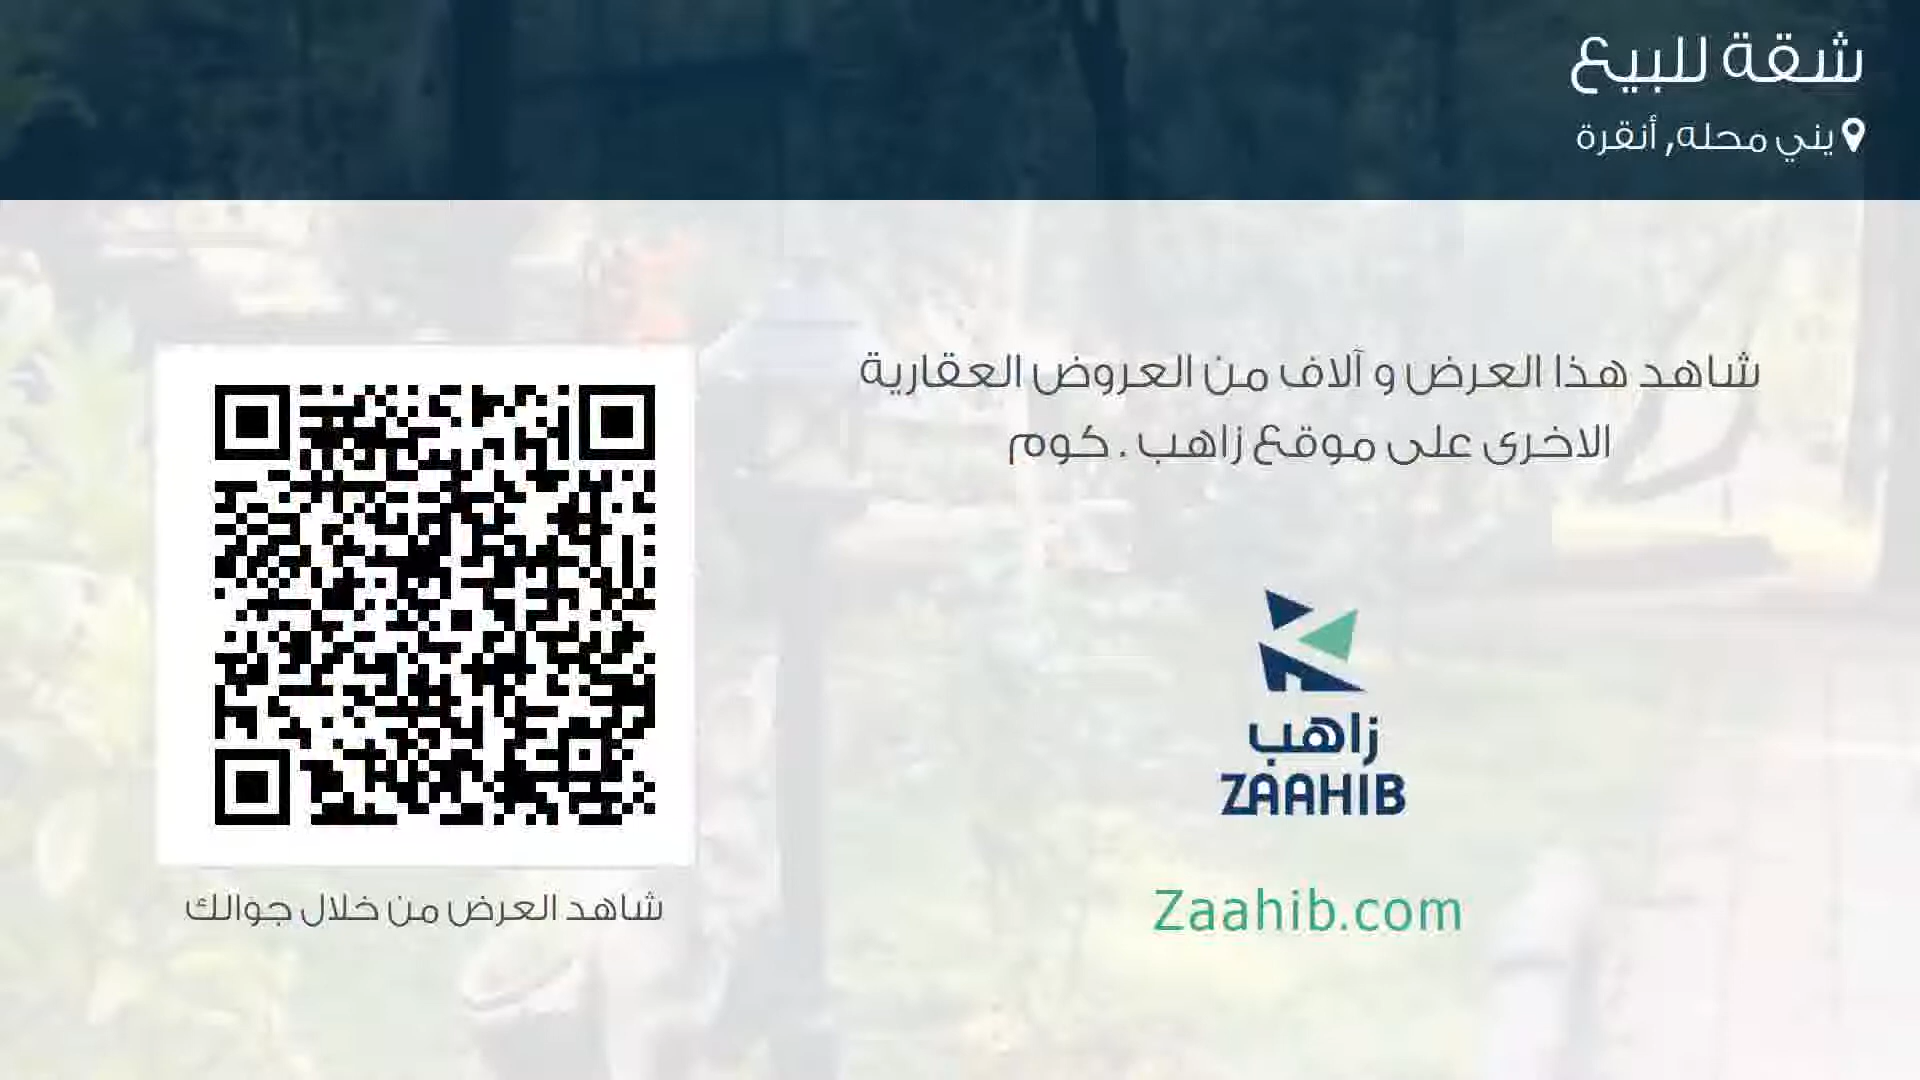 شقة للبيع
يني محله, أنقرة
شاهد هذا العرض و آلاف من العروض العقارية
الاخرى على موقع زاهب . كوم
زاهب
ZAAHIB
Zaahib.com
شاهد العرض من خلال جوالك